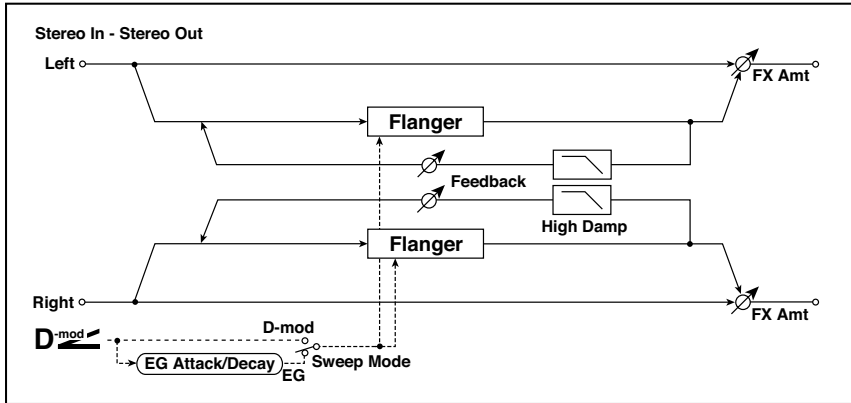 Stereo In - Stereo Out
Left
FX Amt
Flanger
Feedback
High Damp
Flanger
Right
FX Amt
D-mod
D-mod
EG Attack/Decay
EG
Sweep Mode